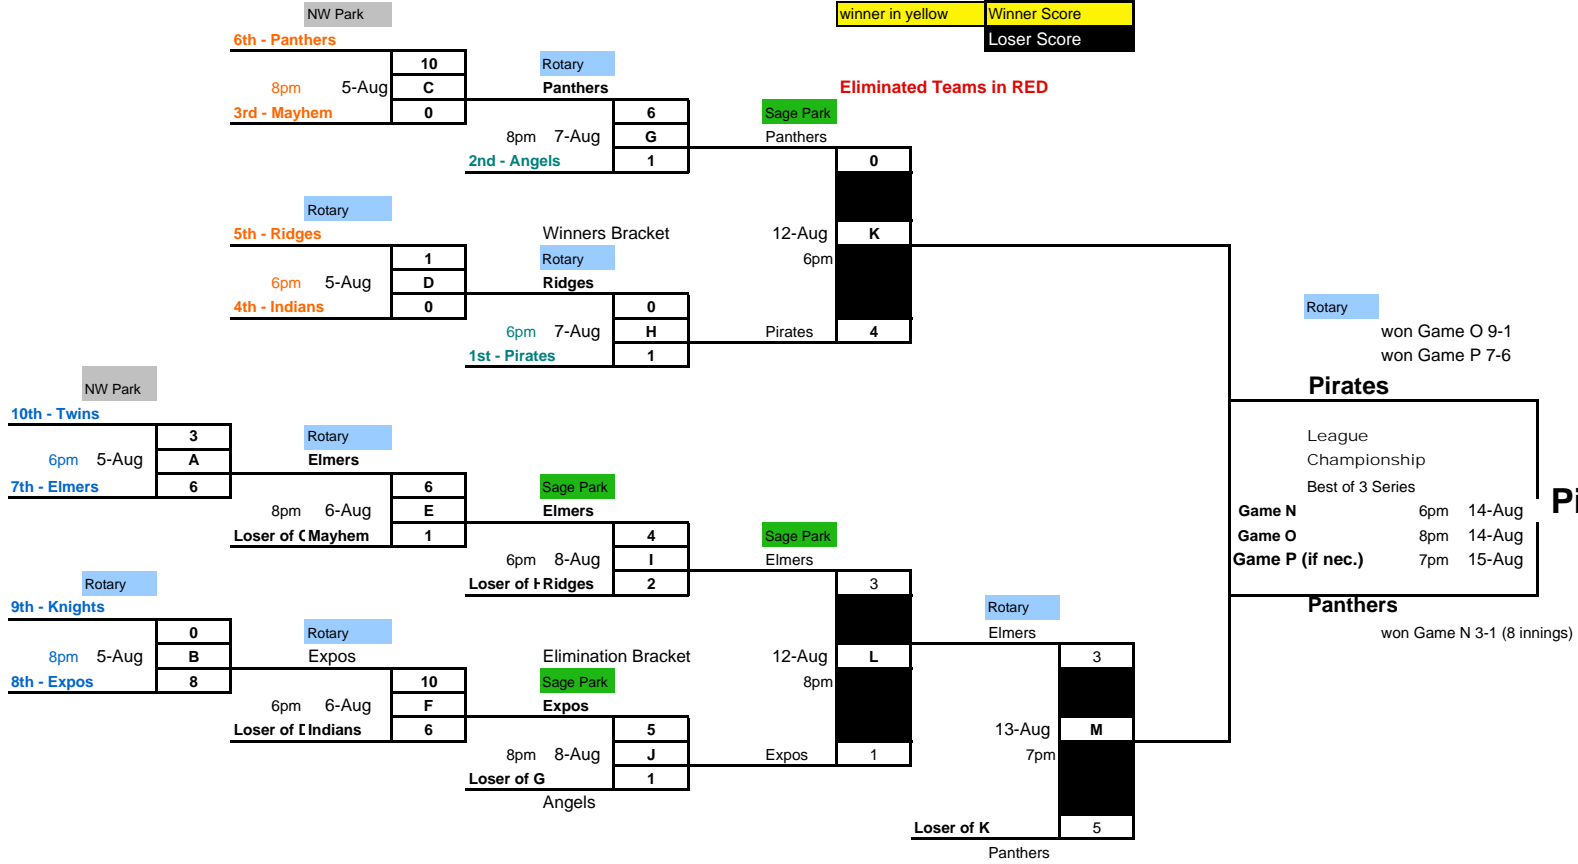 NW Park
winner in yellow Winner Score
6th - Panthers
Loser Score
10
Rotary
8pm 5-Aug C
Panthers
Eliminated Teams in RED
3rd - Mayhem 0
6
Sage Park
8pm 7-Aug G
Panthers
2nd - Angels 1
0
Rotary
5th - Ridges
Winners Bracket
12-Aug K
1
Rotary
6pm
6pm 5-Aug D
Ridges
4th - Indians 0
0
Rotary
6pm 7-Aug H
Pirates 4
won Game O 9-1
1st - Pirates 1
won Game P 7-6
NW Park
Pirates
10th - Twins
3
Rotary
League
6pm 5-Aug A
Elmers
Championship
7th - Elmers 6
6
Sage Park
Best of 3 Series
8pm 6-Aug E
Elmers
Game N 6pm 14-Aug
Pi
Loser of C Mayhem 1
4
Sage Park
Game O 8pm 14-Aug
6pm 8-Aug I
Elmers
Game P (if nec.) 7pm 15-Aug
Rotary
Loser of H Ridges 2
3
9th - Knights
Rotary
Panthers
0
Rotary
Elmers
won Game N 3-1 (8 innings)
8pm 5-Aug B
Expos
Elimination Bracket
12-Aug L
3
8th - Expos 8
10
Sage Park
8pm
6pm 6-Aug F
Expos
Loser of D Indians 6
5
13-Aug M
8pm 8-Aug J
Expos 1
7pm
Loser of G 1
Angels
Loser of K 5
Panthers